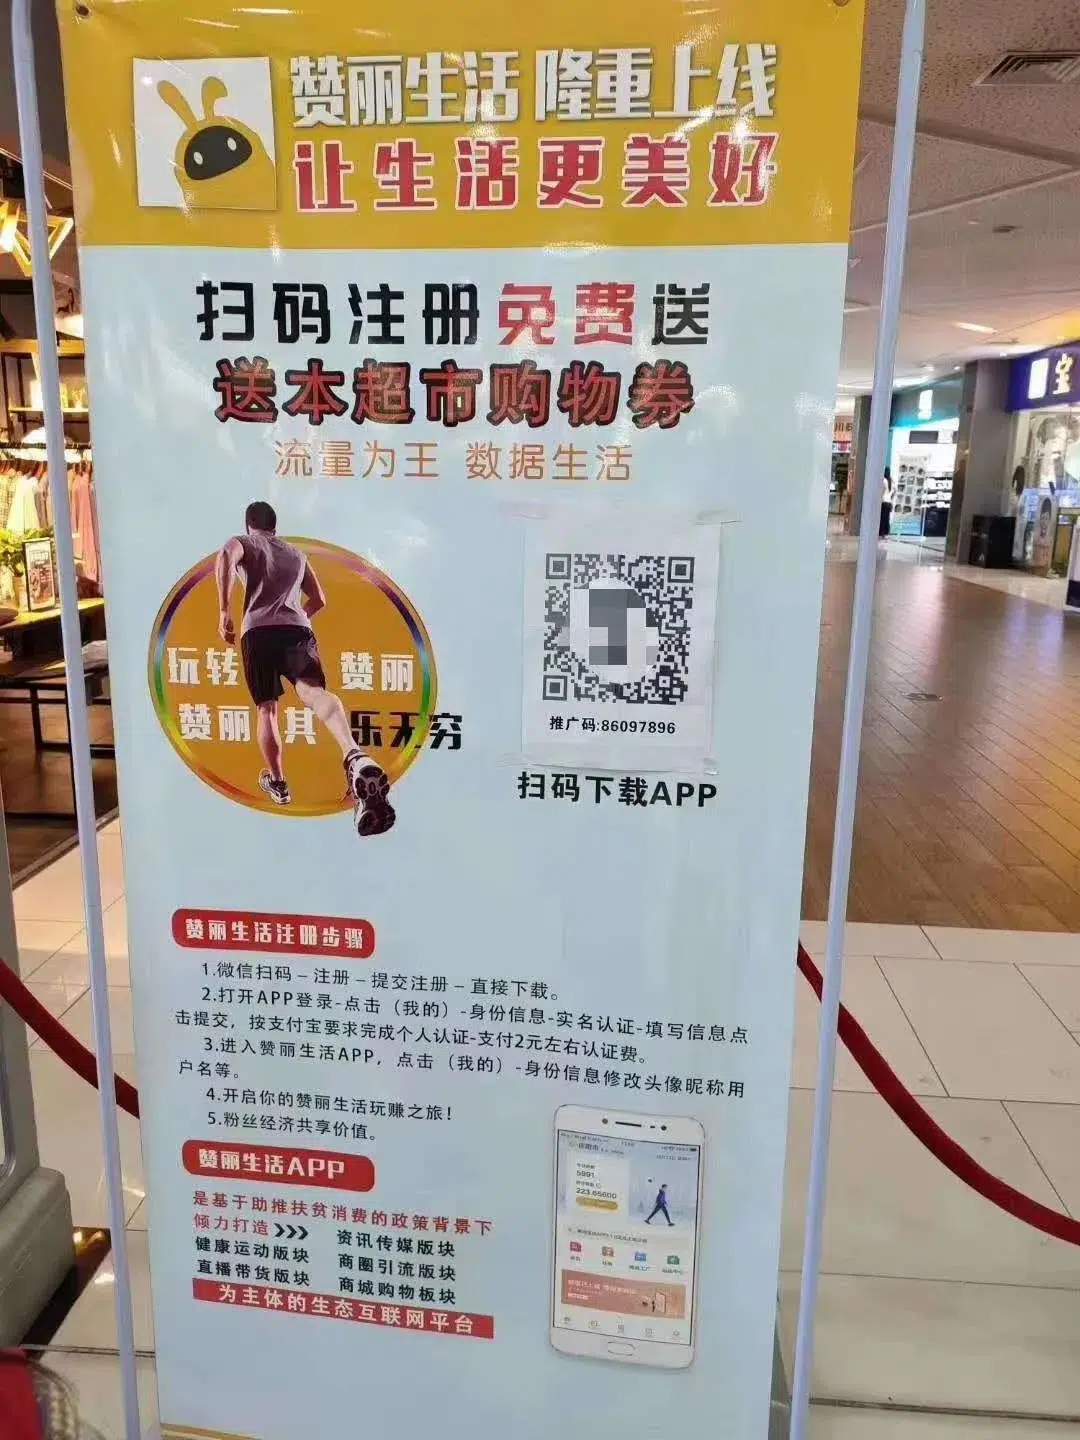 赞丽生活 隆重上线
让生活更美好
扫码注册免费送
送本超市购物券
流量为王 数据生活
玩转 赞丽
赞丽 其乐无穷
推广码:86097896
扫码下载APP
宝
赞丽生活注册步骤
1.微信扫码－注册－提交注册－直接下载。
2.打开APP登录-点击（我的）-身份信息-实名认证-填写信息点
击提交，按支付宝要求完成个人认证-支付2元左右认证费。
3.进入赞丽生活APP，点击（我的）-身份信息修改头像昵称用
户名等。
4.开启你的赞丽生活玩赚之旅！
5.粉丝经济共享价值。
赞丽生活APP
是基于助推扶贫消费的政策背景下
倾力打造
资讯传媒版块
健康运动版块
商圈引流版块
直播带货版块
商城购物板块
为主体的生态互联网平台
5991
223.65600